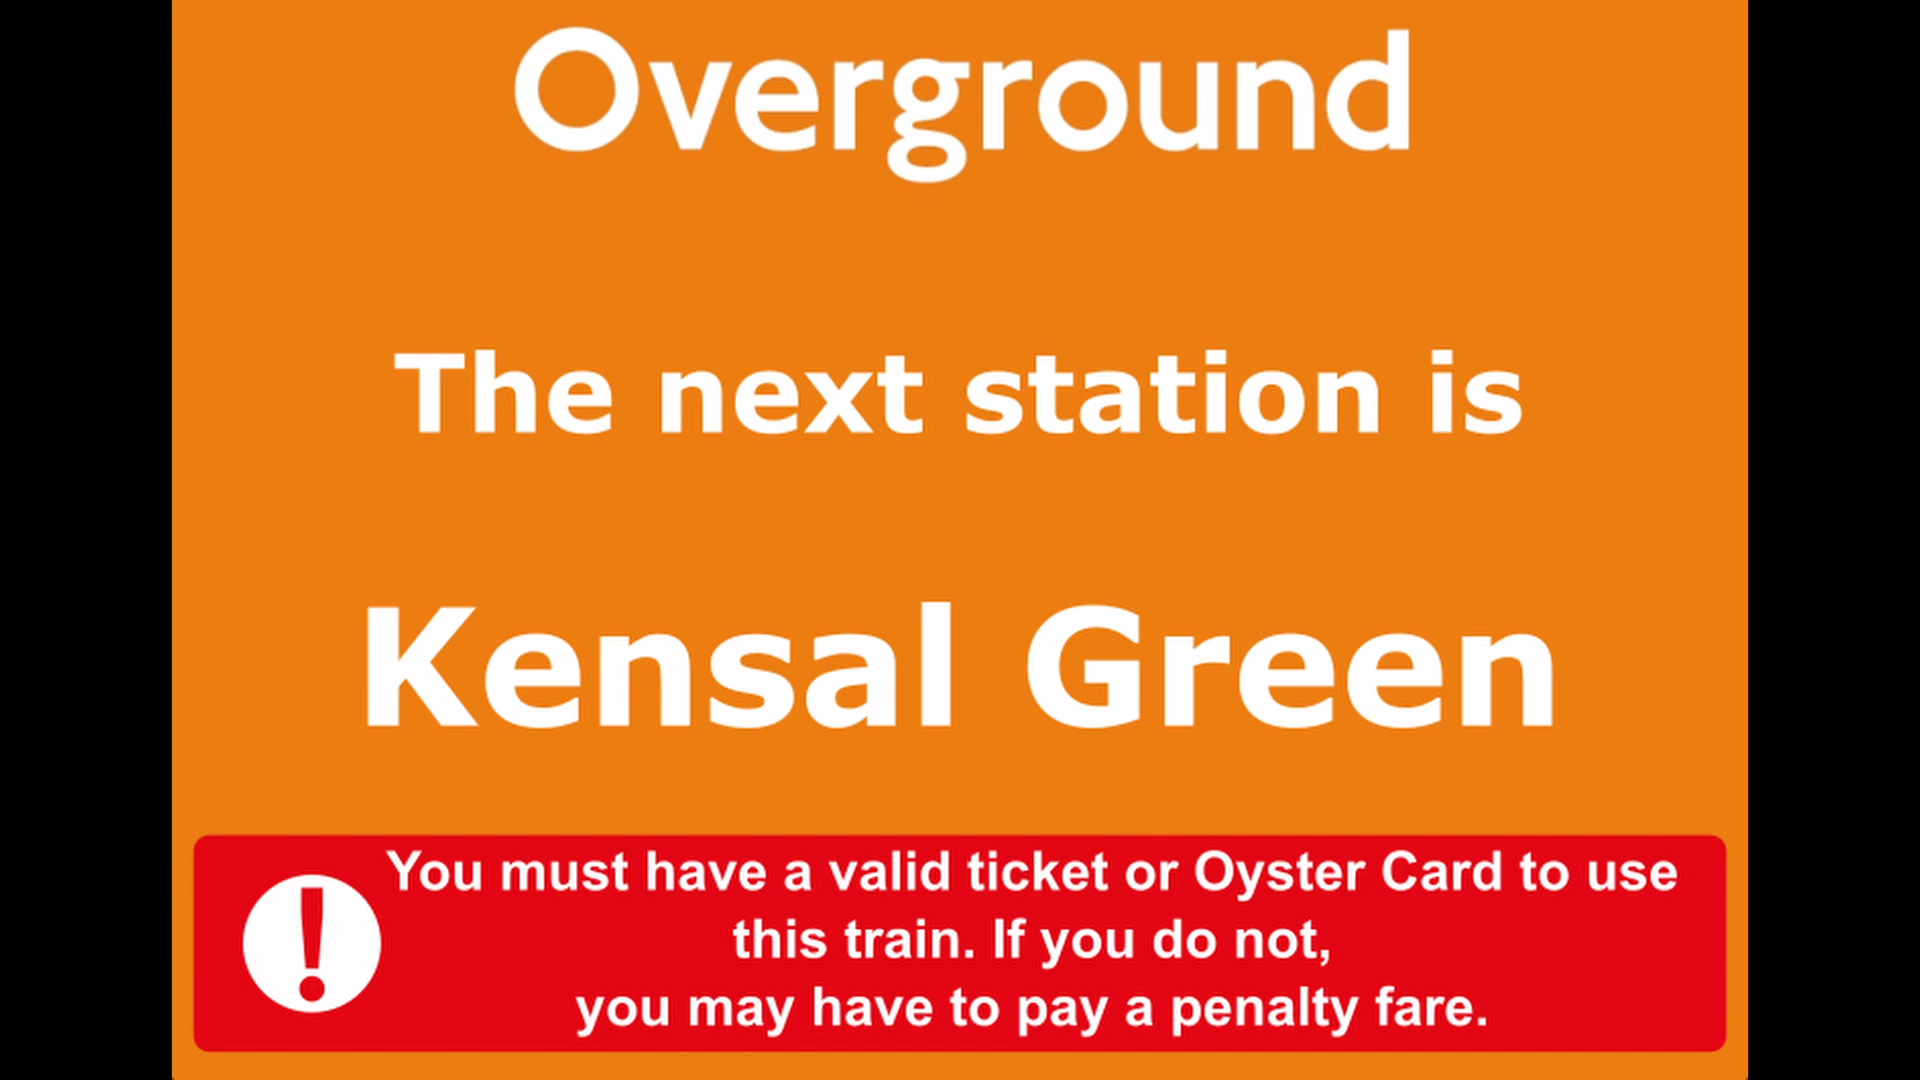 Overground
The next station is
Kensal Green
You must have a valid ticket or Oyster Card to use
this train. If you do not,
you may have to pay a penalty fare.